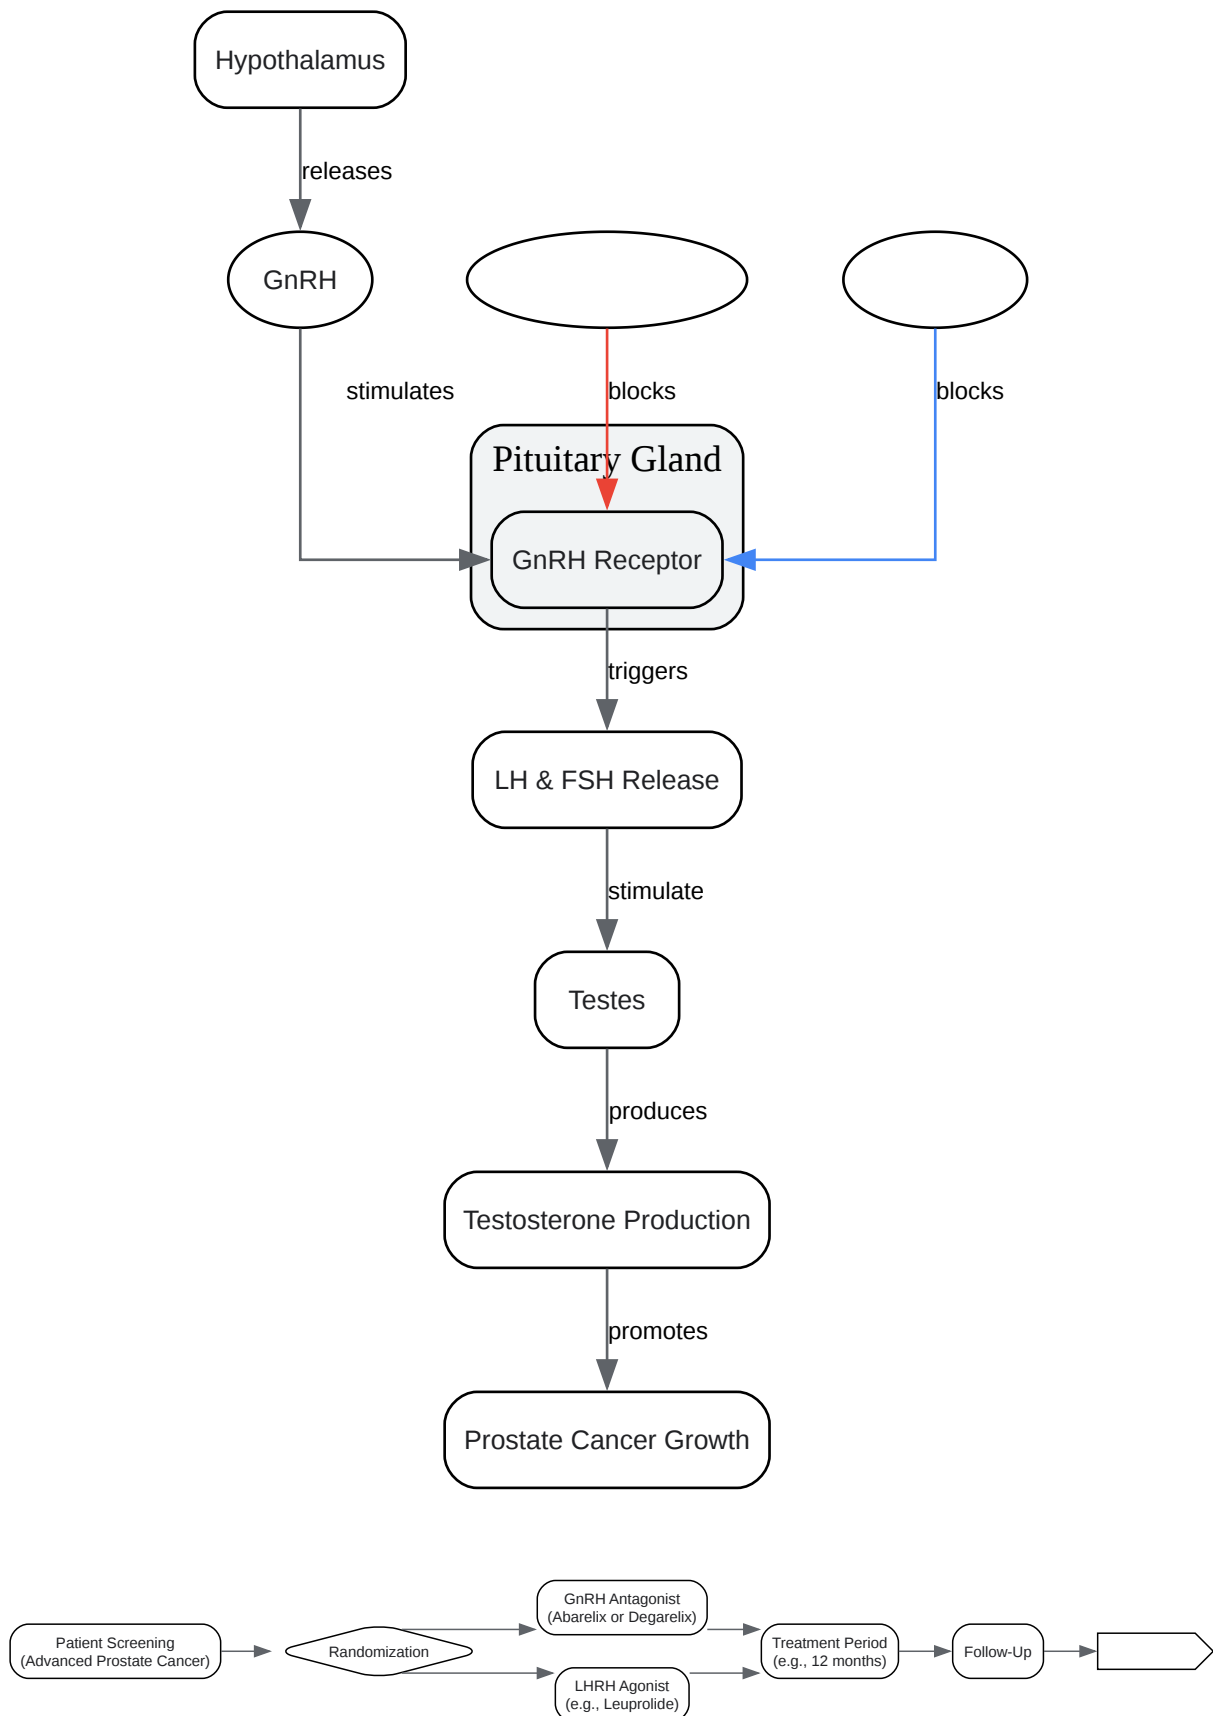 Hypothalamus
releases
GnRH
stimulates
blocks
blocks
Pituitary Gland
GnRH Receptor
triggers
LH & FSH Release
stimulate
Testes
produces
Testosterone Production
promotes
Prostate Cancer Growth
Patient Screening
(Advanced Prostate Cancer)
Randomization
GnRH Antagonist
(Abarelix or Degarelix)
LHRH Agonist
(e.g., Leuprolide)
Treatment Period
(e.g., 12 months)
Follow-Up